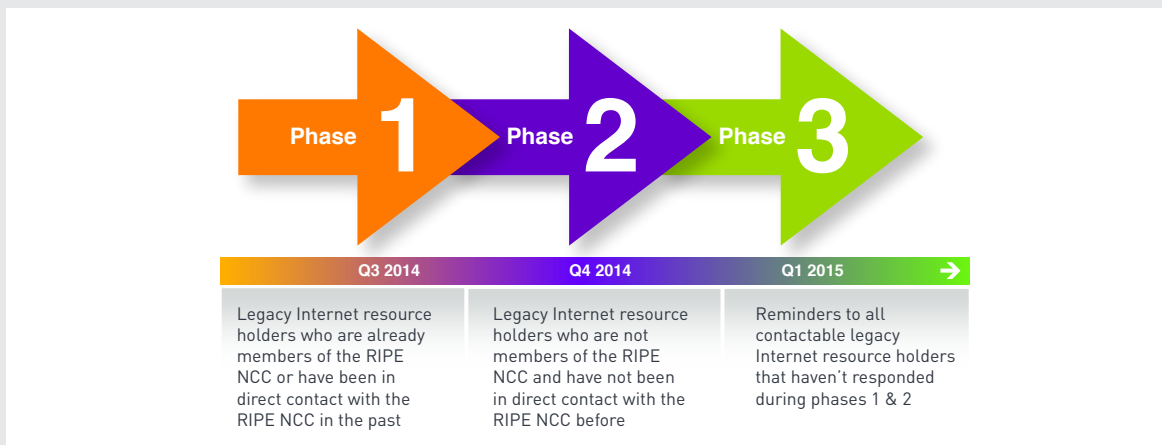 Phase 1
Phase 2
Phase 3
Q3 2014
Q4 2014
Q1 2015
Legacy Internet resource
holders who are already
members of the RIPE
NCC or have been in
direct contact with the
RIPE NCC in the past
Legacy Internet resource
holders who are not
members of the RIPE
NCC and have not been
in direct contact with the
RIPE NCC before
Reminders to all
contactable legacy
Internet resource holders
that haven't responded
during phases 1 & 2